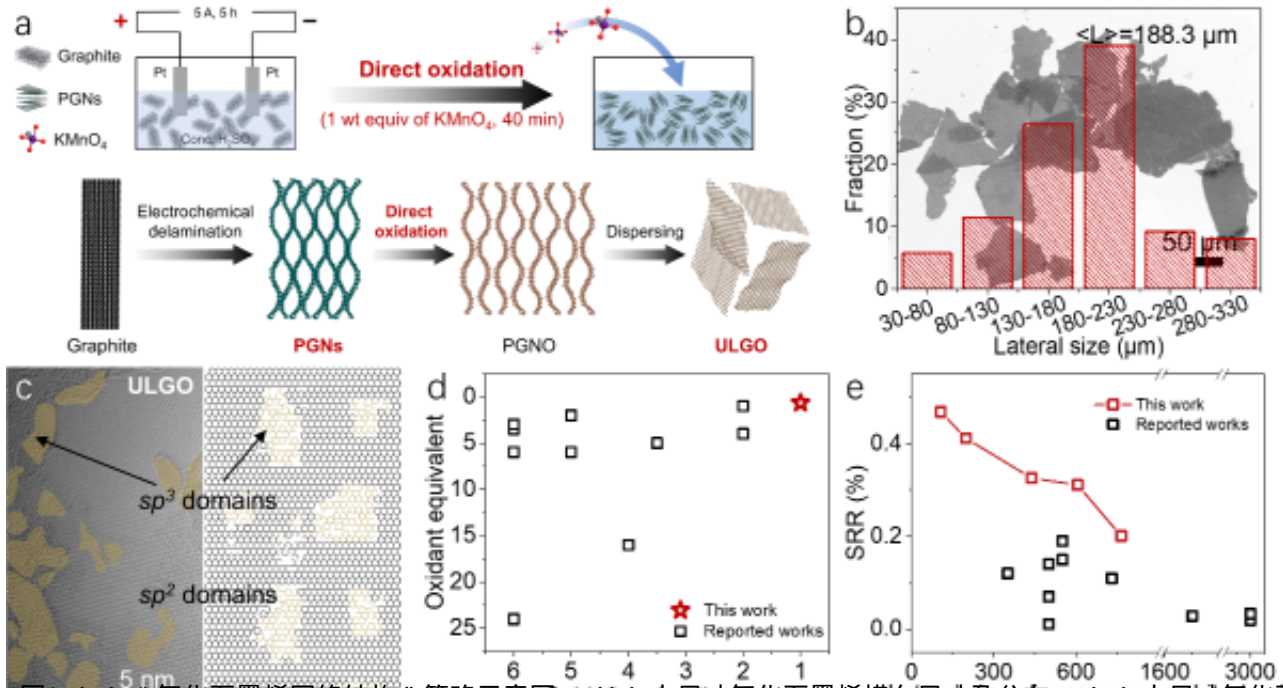 a
5 A, 5 h
+
−
Graphite
PGNs
KMnO₄
Pt
Pt
Conc. H₂SO₄
Direct oxidation
(1 wt equiv of KMnO₄, 40 min)
Graphite
Electrochemical
delamination
PGNs
Direct
oxidation
PGNO
Dispersing
ULGO
b
<L>=188.3 μm
Fraction (%)
40
30
20
10
0
50 μm
30-80
80-130
130-180
180-230
230-280
280-330
Lateral size (μm)
c
ULGO
sp³ domains
sp² domains
5 nm
d
Oxidant equivalent
0
5
10
15
20
25
This work
Reported works
6
5
4
3
2
1
e
This work
Reported works
SRR (%)
0.4
0.2
0.0
0
300
600
3000